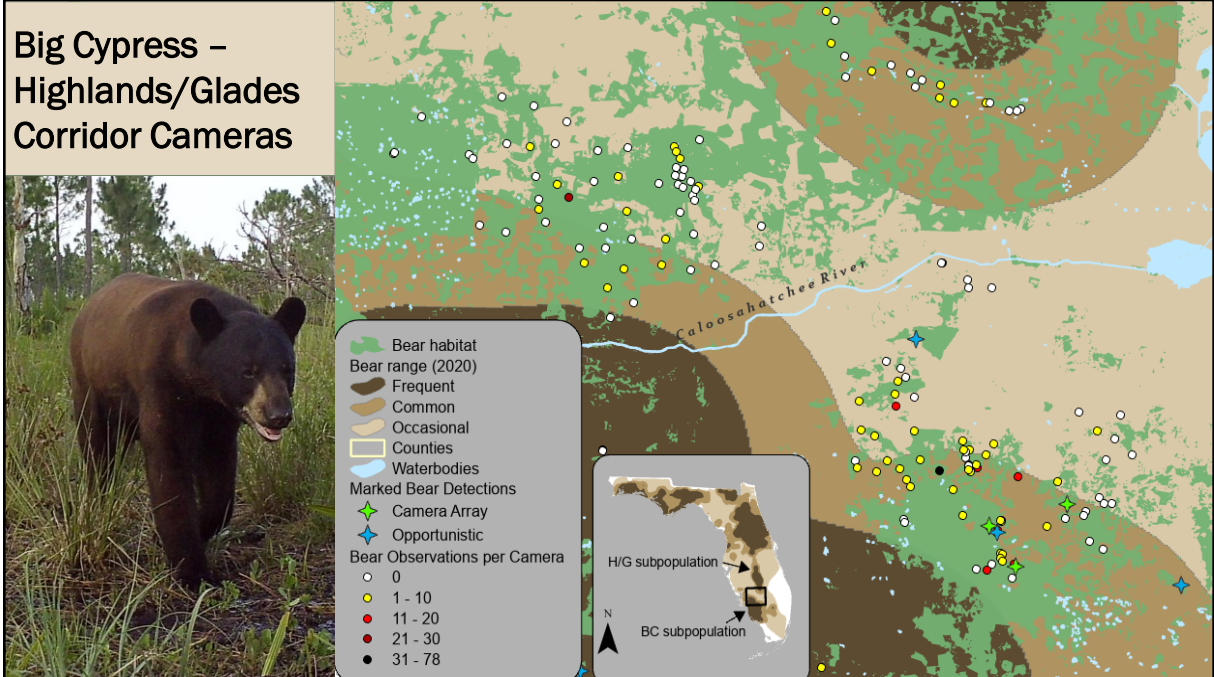 Big Cypress –
Highlands/Glades
Corridor Cameras
Caloosahatchee River
Bear habitat
Bear range (2020)
Frequent
Common
Occasional
Counties
Waterbodies
Marked Bear Detections
Camera Array
Opportunistic
Bear Observations per Camera
0
1 - 10
11 - 20
21 - 30
31 - 78
H/G subpopulation
N
BC subpopulation